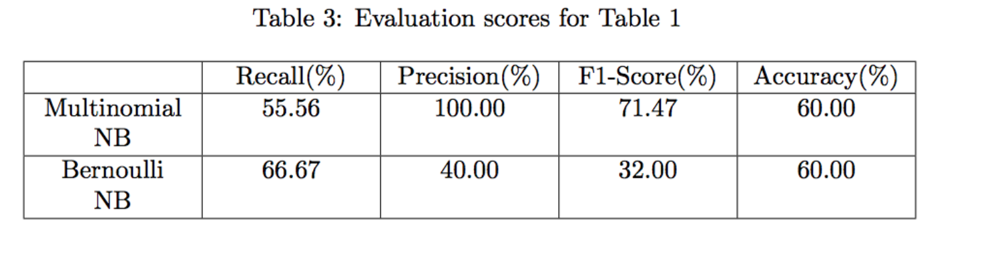 Table 3: Evaluation scores for Table 1
Recall(%) Precision(%) F1-Score(%) Accuracy(%)
Multinomial NB 55.56 100.00 71.47 60.00
Bernoulli NB 66.67 40.00 32.00 60.00